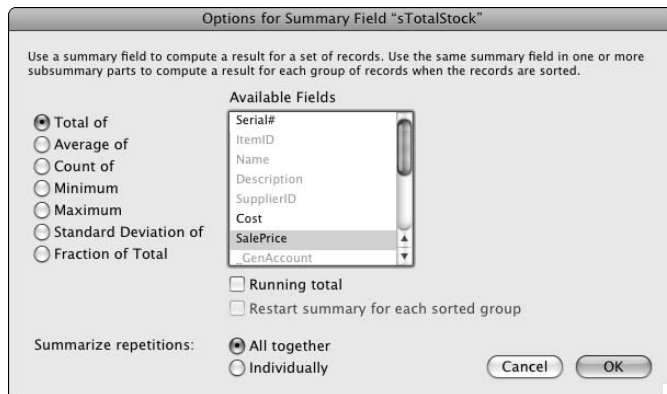 Options for Summary Field “sTotalStock”
Use a summary field to compute a result for a set of records. Use the same summary field in one or more
subsummary parts to compute a result for each group of records when the records are sorted.
Available Fields
Total of
Average of
Count of
Minimum
Maximum
Standard Deviation of
Fraction of Total
Serial#
ItemID
Name
Description
SupplierID
Cost
SalePrice
_GenAccount
Running total
Restart summary for each sorted group
Summarize repetitions:
All together
Individually
Cancel
OK